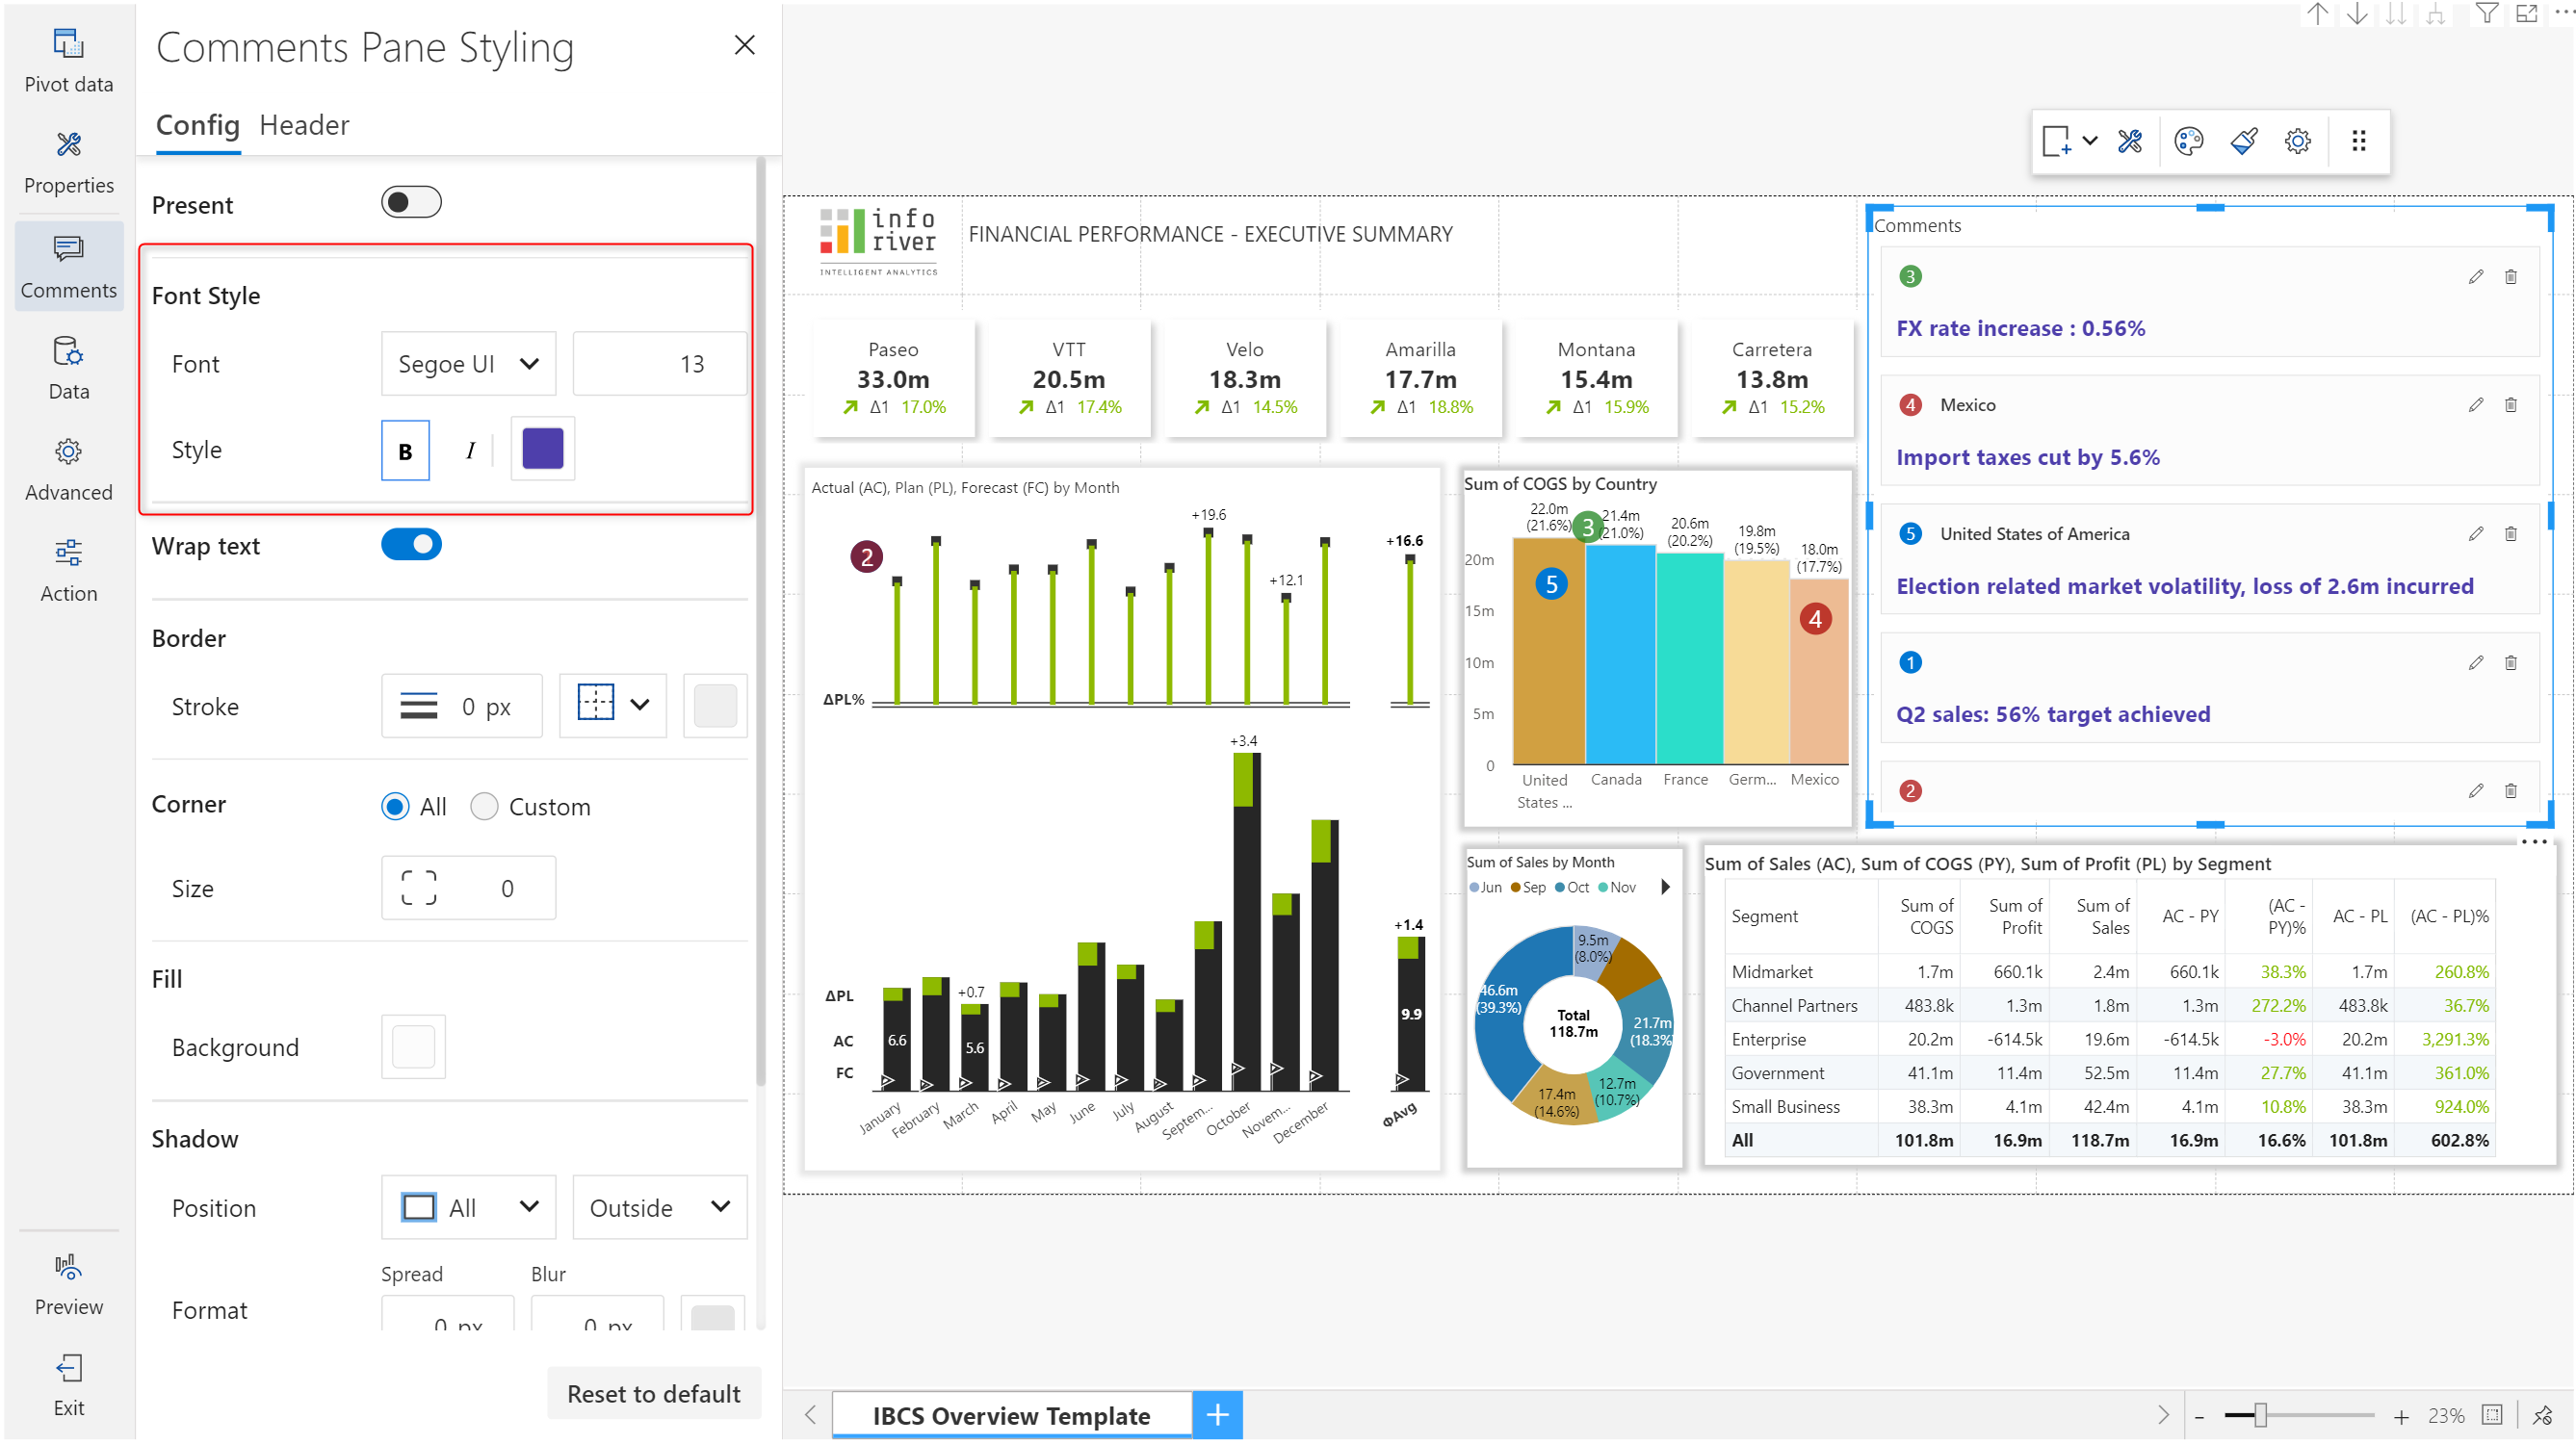 Pivot data
Properties
Comments
Data
Advanced
Action
Preview
Exit
Comments Pane Styling
Config Header
Present
Font Style
Font Segoe UI 13
Style B I
Wrap text
Border
Stroke 0 px
Corner All Custom
Size 0
Fill
Background
Shadow
Position All Outside
Spread Blur
Format 0 px 0 px
Reset to default
info
river
INTELLIGENT ANALYTICS
FINANCIAL PERFORMANCE - EXECUTIVE SUMMARY
Paseo
33.0m
Δ1 17.0%
VTT
20.5m
Δ1 17.4%
Velo
18.3m
Δ1 14.5%
Amarilla
17.7m
Δ1 18.8%
Montana
15.4m
Δ1 15.9%
Carretera
13.8m
Δ1 15.2%
Actual (AC), Plan (PL), Forecast (FC) by Month
2
+19.6
+12.1
+16.6
ΔPL%
+3.4
+0.7
+1.4
ΔPL
AC
FC
6.6
5.6
9.9
January
February
March
April
May
June
July
August
Septem...
October
Novem...
December
ΦAvg
Sum of COGS by Country
22.0m
(21.6%)
3
21.4m
(21.0%)
20.6m
(20.2%)
19.8m
(19.5%)
18.0m
(17.7%)
20m
15m
10m
5m
0
5
4
United
States ...
Canada
France
Germ...
Mexico
Comments
3
FX rate increase : 0.56%
4 Mexico
Import taxes cut by 5.6%
5 United States of America
Election related market volatility, loss of 2.6m incurred
1
Q2 sales: 56% target achieved
2
Sum of Sales by Month
Jun Sep Oct Nov
9.5m
(8.0%)
46.6m
(39.3%)
Total
118.7m
21.7m
(18.3%
12.7m
(10.7%)
17.4m
(14.6%)
Sum of Sales (AC), Sum of COGS (PY), Sum of Profit (PL) by Segment
Segment Sum of COGS Sum of Profit Sum of Sales AC - PY (AC - PY)% AC - PL (AC - PL)%
Midmarket 1.7m 660.1k 2.4m 660.1k 38.3% 1.7m 260.8%
Channel Partners 483.8k 1.3m 1.8m 1.3m 272.2% 483.8k 36.7%
Enterprise 20.2m -614.5k 19.6m -614.5k -3.0% 20.2m 3,291.3%
Government 41.1m 11.4m 52.5m 11.4m 27.7% 41.1m 361.0%
Small Business 38.3m 4.1m 42.4m 4.1m 10.8% 38.3m 924.0%
All 101.8m 16.9m 118.7m 16.9m 16.6% 101.8m 602.8%
IBCS Overview Template +
- + 23%